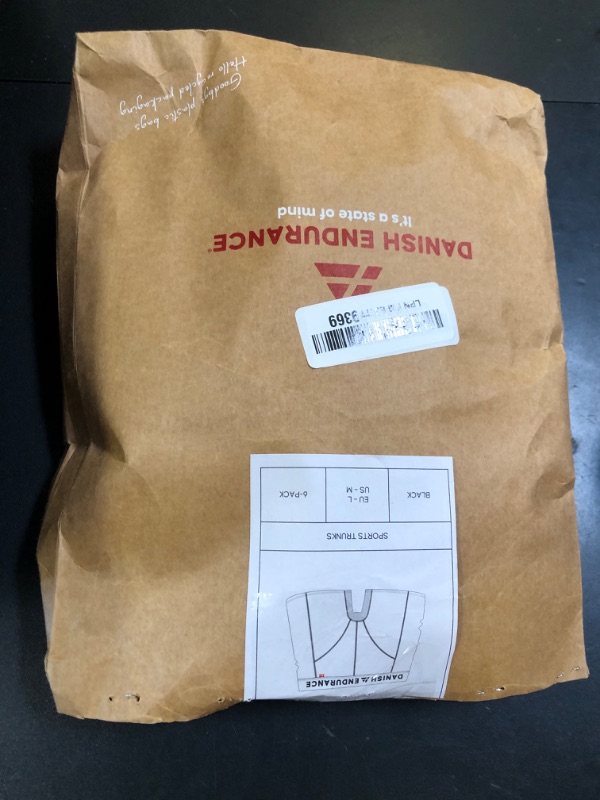 DANISH ENDURANCE
SPORTS TRUNKS
BLACK
EU - L
US - M
6-PACK
9369
DANISH ENDURANCE
It's a state of mind
Goodbye plastic bags
Hello recycled packaging